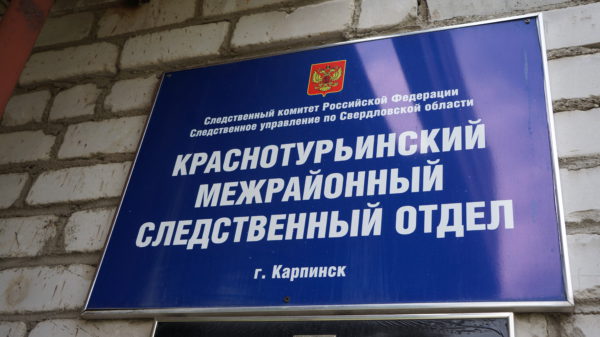 Следственный комитет Российской Федерации
Следственное управление по Свердловской области
КРАСНОТУРЬИНСКИЙ
МЕЖРАЙОННЫЙ
СЛЕДСТВЕННЫЙ ОТДЕЛ
г. Карпинск